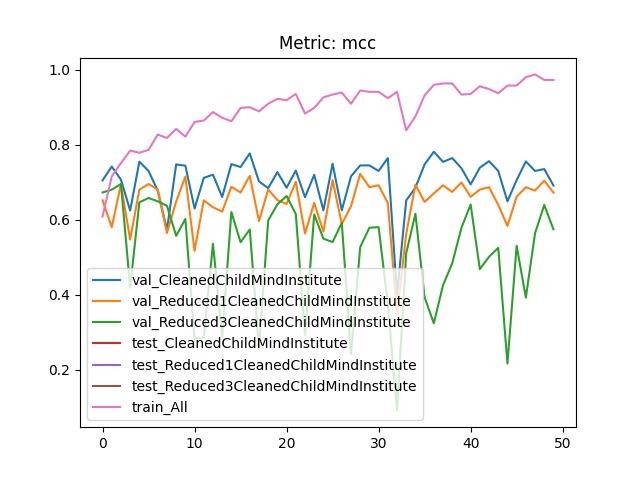 Metric: mcc
1.0
0.8
0.6
0.4
0.2
val_CleanedChildMindInstitute
val_Reduced1CleanedChildMindInstitute
val_Reduced3CleanedChildMindInstitute
test_CleanedChildMindInstitute
test_Reduced1CleanedChildMindInstitute
test_Reduced3CleanedChildMindInstitute
train_All
0 10 20 30 40 50